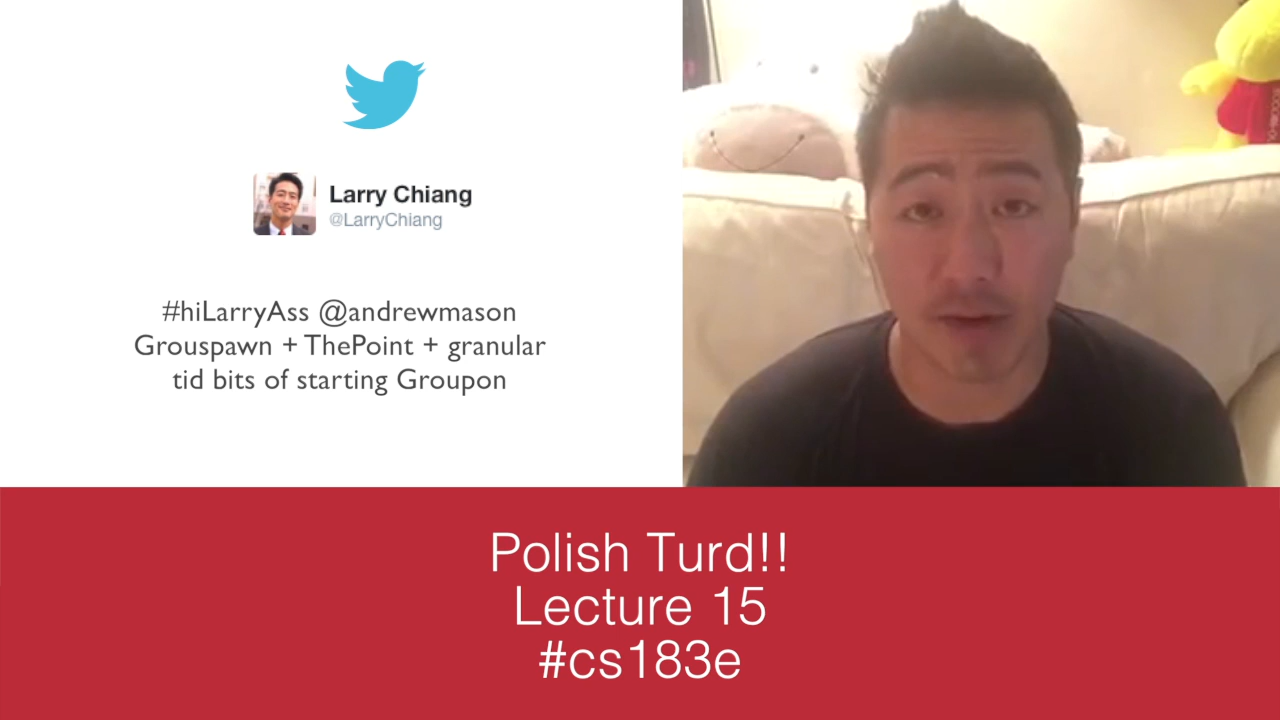 Larry Chiang
@LarryChiang
#hiLarryAss @andrewmason
Grouspawn + ThePoint + granular
tid bits of starting Groupon
Polish Turd!!
Lecture 15
#cs183e